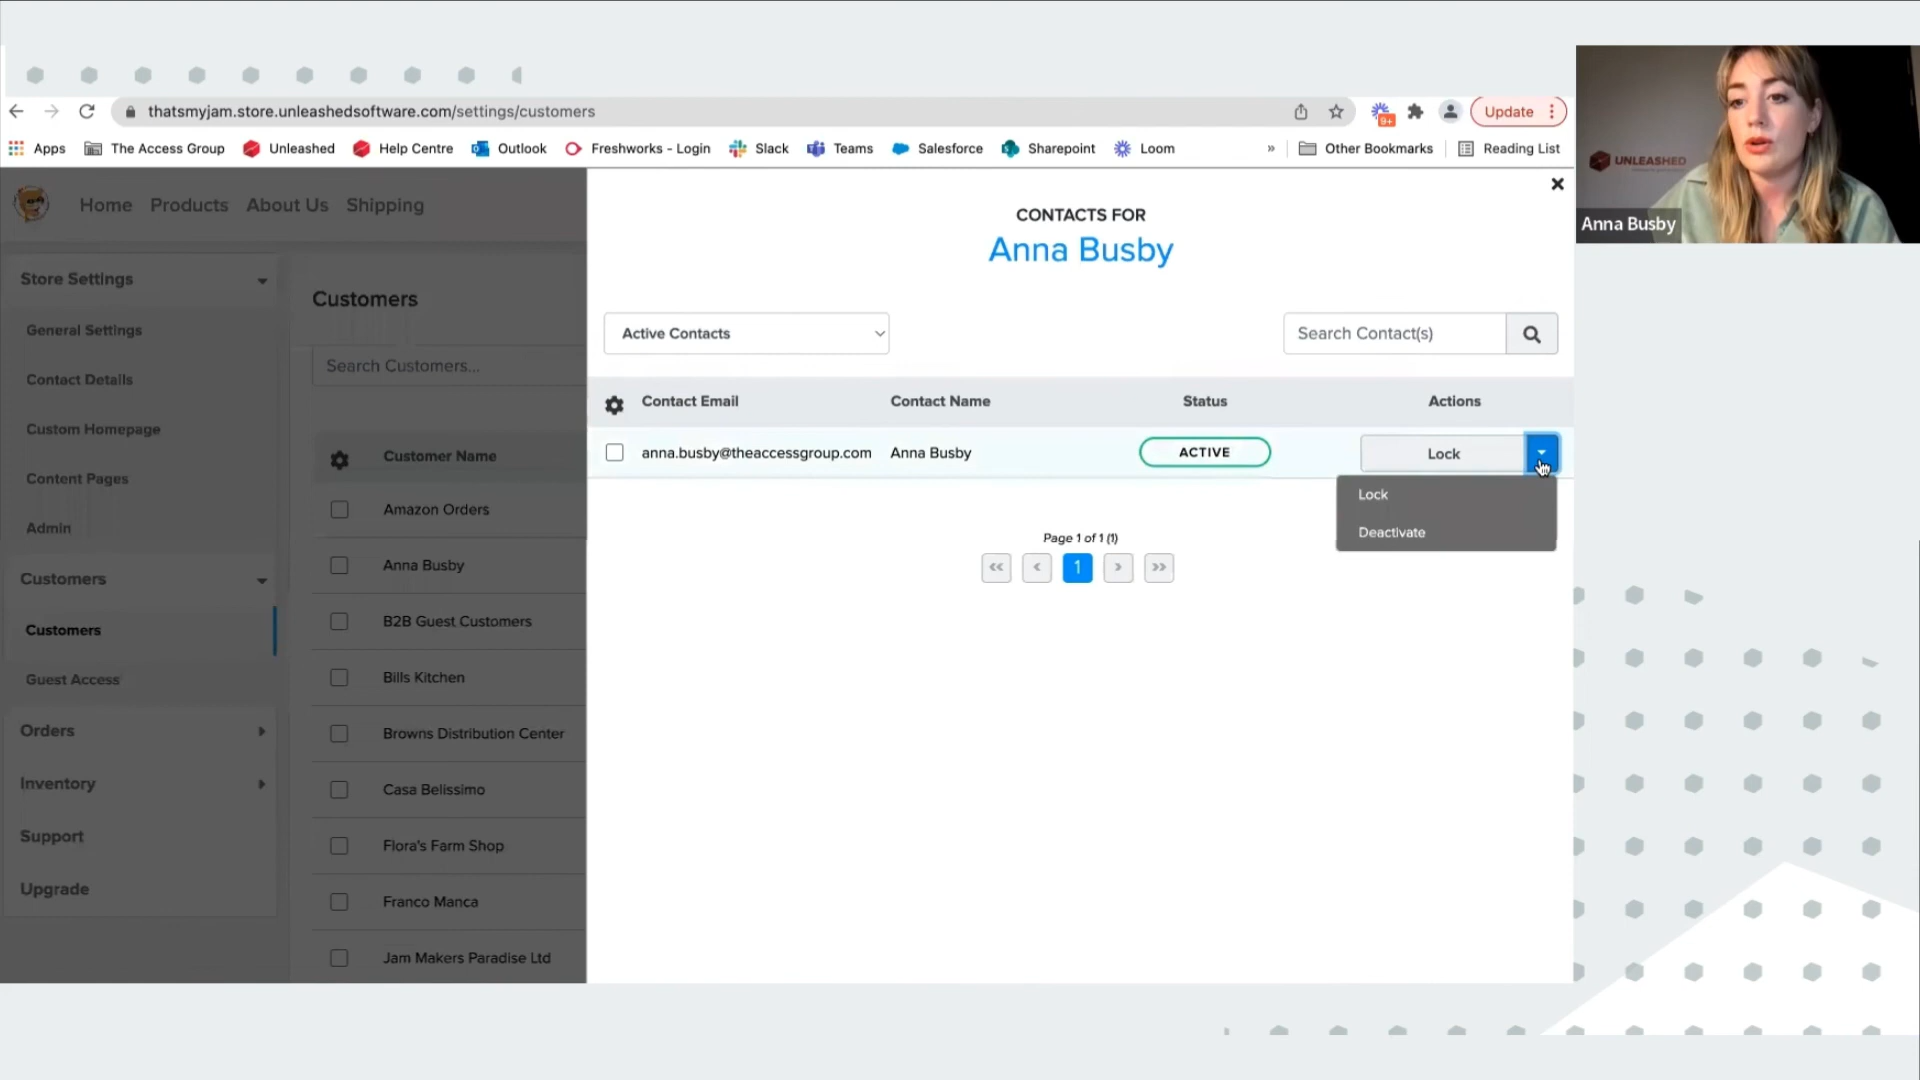 thatsmyjam.store.unleashedsoftware.com/settings/customers
9+
Update
Apps
The Access Group
Unleashed
Help Centre
Outlook
Freshworks - Login
Slack
Teams
Salesforce
Sharepoint
Loom
»
Other Bookmarks
Reading List
UNLEASHED
Anna Busby
Home
Products
About Us
Shipping
Store Settings
General Settings
Contact Details
Custom Homepage
Content Pages
Admin
Customers
Customers
Guest Access
Orders
Inventory
Support
Upgrade
Customers
Search Customers...
Customer Name
Amazon Orders
Anna Busby
B2B Guest Customers
Bills Kitchen
Browns Distribution Center
Casa Belissimo
Flora's Farm Shop
Franco Manca
Jam Makers Paradise Ltd
CONTACTS FOR
Anna Busby
Active Contacts
Search Contact(s)
Contact Email
Contact Name
Status
Actions
anna.busby@theaccessgroup.com
Anna Busby
ACTIVE
Lock
Lock
Deactivate
Page 1 of 1 (1)
<< < 1 > >>